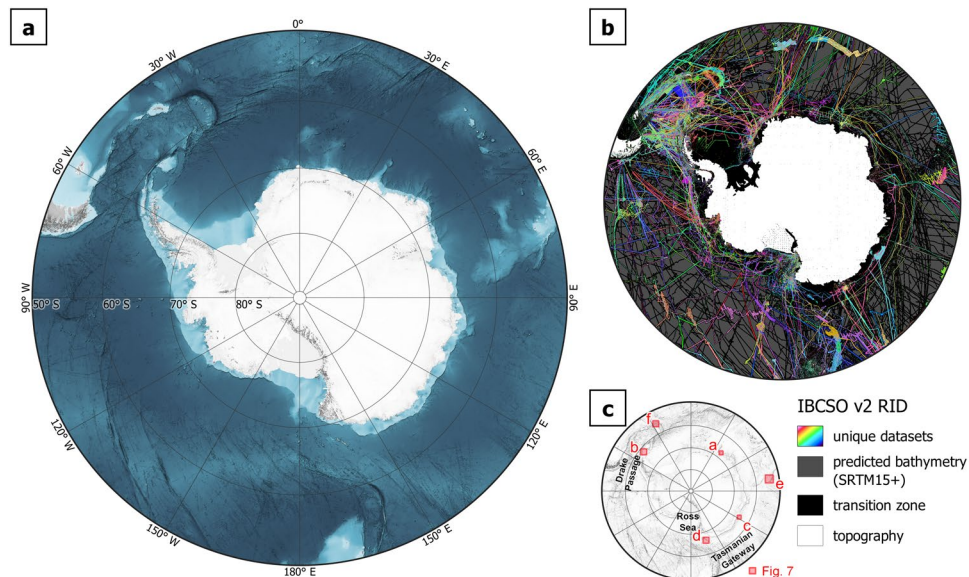 a
0°
30° W
30° E
60° W
60° E
90° W
50° S
60° S
70° S
80° S
90° E
120° W
120° E
150° W
150° E
180° E
b
c
f
b
a
Drake
Passage
e
Ross
Sea
c
d
Tasmanian
Gateway
Fig. 7
IBCSO v2 RID
unique datasets
predicted bathymetry
(SRTM15+)
transition zone
topography